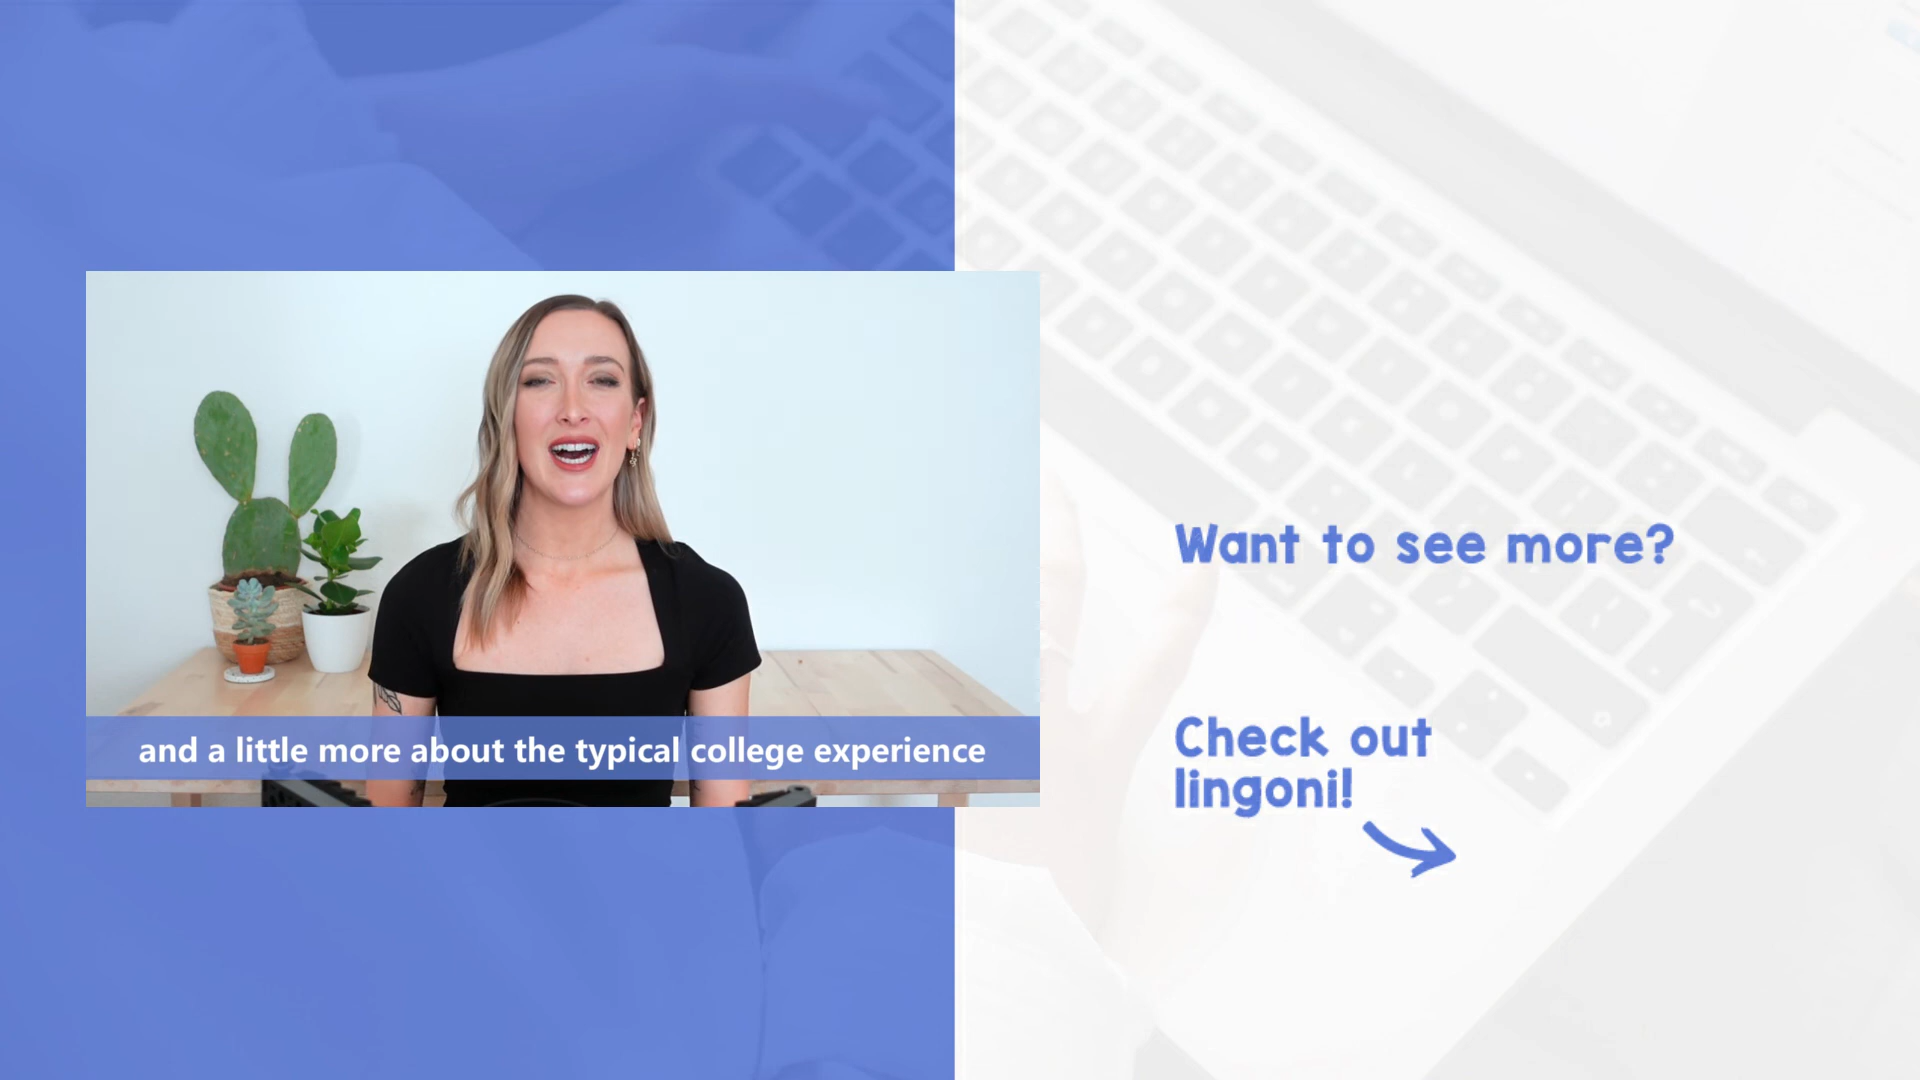 and a little more about the typical college experience
Want to see more?
Check out
lingoni!